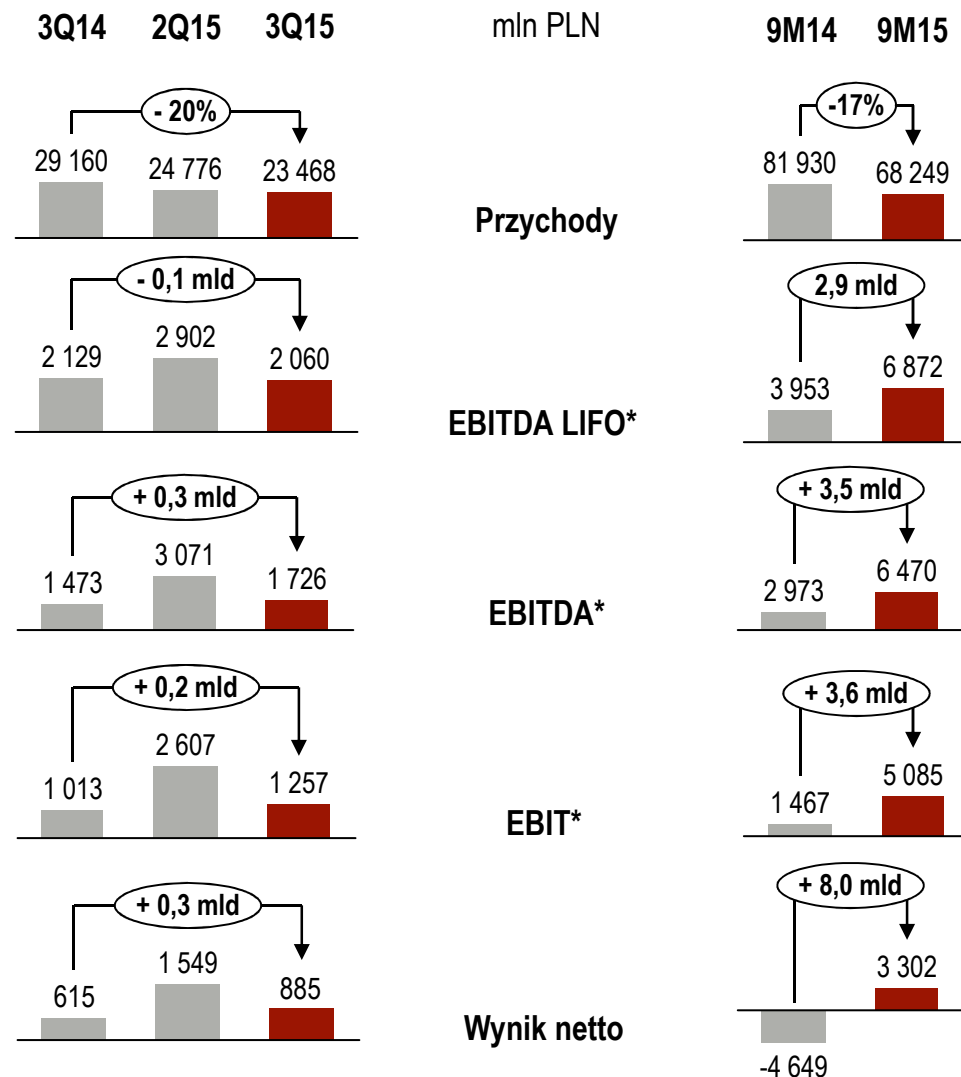 3Q14 2Q15 3Q15 mln PLN 9M14 9M15
- 20% -17%
29 160 24 776 23 468 81 930 68 249
Przychody
- 0,1 mld 2,9 mld
2 129 2 902 2 060 3 953 6 872
EBITDA LIFO*
+ 0,3 mld + 3,5 mld
1 473 3 071 1 726 2 973 6 470
EBITDA*
+ 0,2 mld + 3,6 mld
1 013 2 607 1 257 1 467 5 085
EBIT*
+ 0,3 mld + 8,0 mld
615 1 549 885 3 302
Wynik netto
-4 649